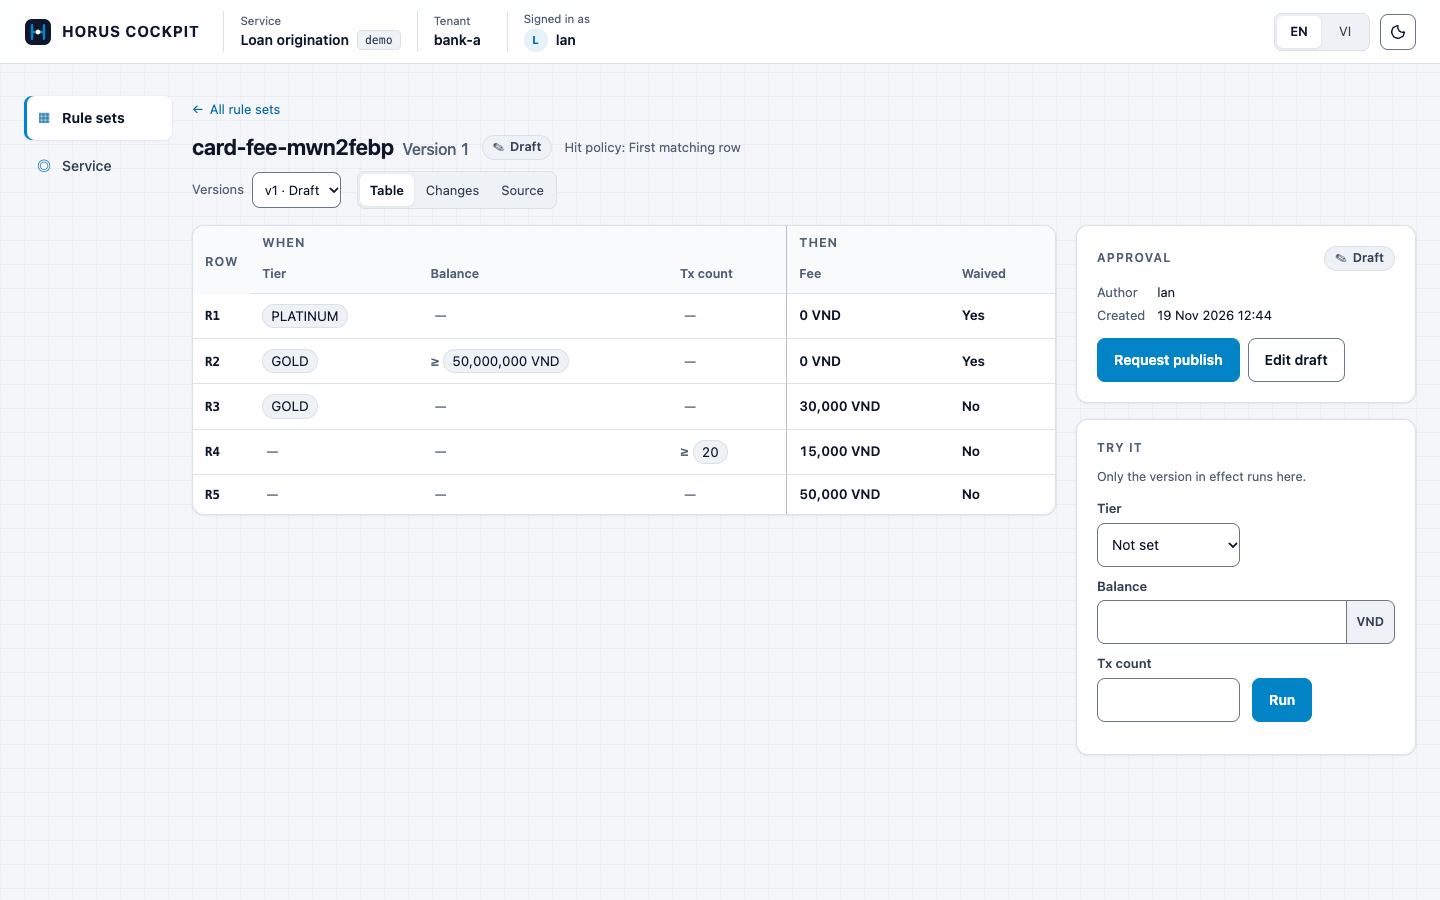 HORUS COCKPIT
Service
Loan origination demo
Tenant
bank-a
Signed in as
L lan
EN VI
Rule sets
Service
← All rule sets
card-fee-mwn2febp Version 1 ✎ Draft Hit policy: First matching row
Versions v1 · Draft Table Changes Source
ROW WHEN THEN
Tier Balance Tx count Fee Waived
R1 PLATINUM — — 0 VND Yes
R2 GOLD ≥ 50,000,000 VND — 0 VND Yes
R3 GOLD — — 30,000 VND No
R4 — — ≥ 20 15,000 VND No
R5 — — — 50,000 VND No
APPROVAL ✎ Draft
Author lan
Created 19 Nov 2026 12:44
Request publish Edit draft
TRY IT
Only the version in effect runs here.
Tier
Not set
Balance
VND
Tx count
Run